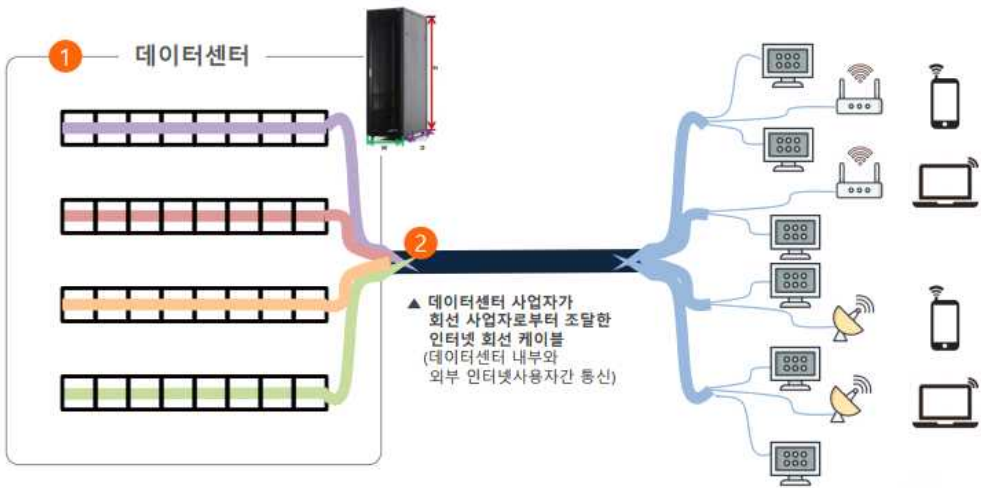 1 데이터센터
2
▲ 데이터센터 사업자가
회선 사업자로부터 조달한
인터넷 회선 케이블
(데이터센터 내부와
외부 인터넷사용자간 통신)